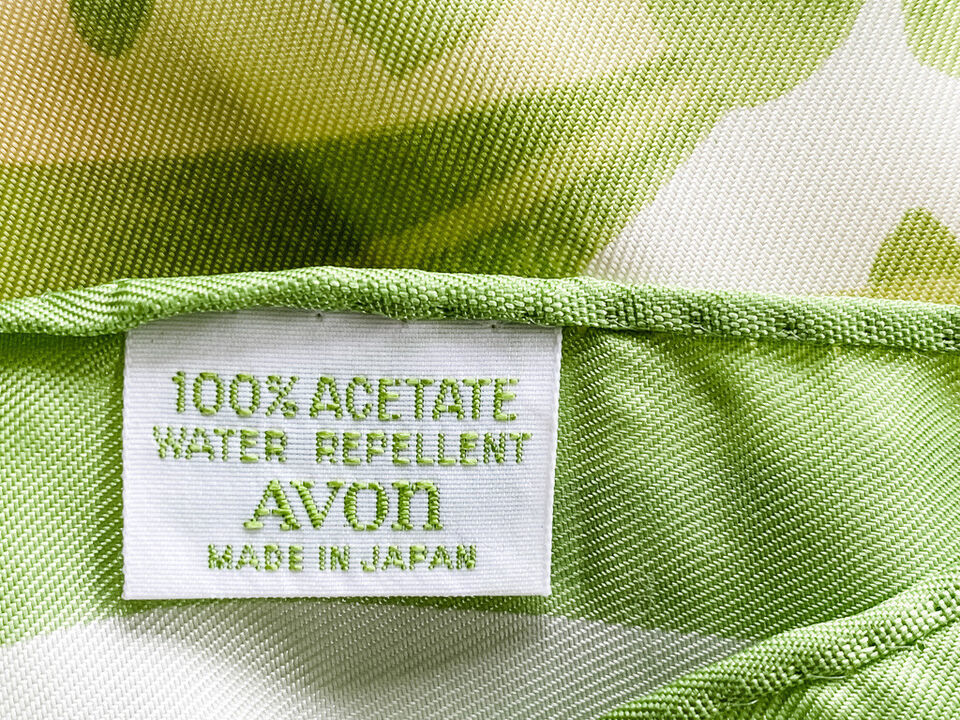 100% ACETATE
WATER REPELLENT
AVON
MADE IN JAPAN